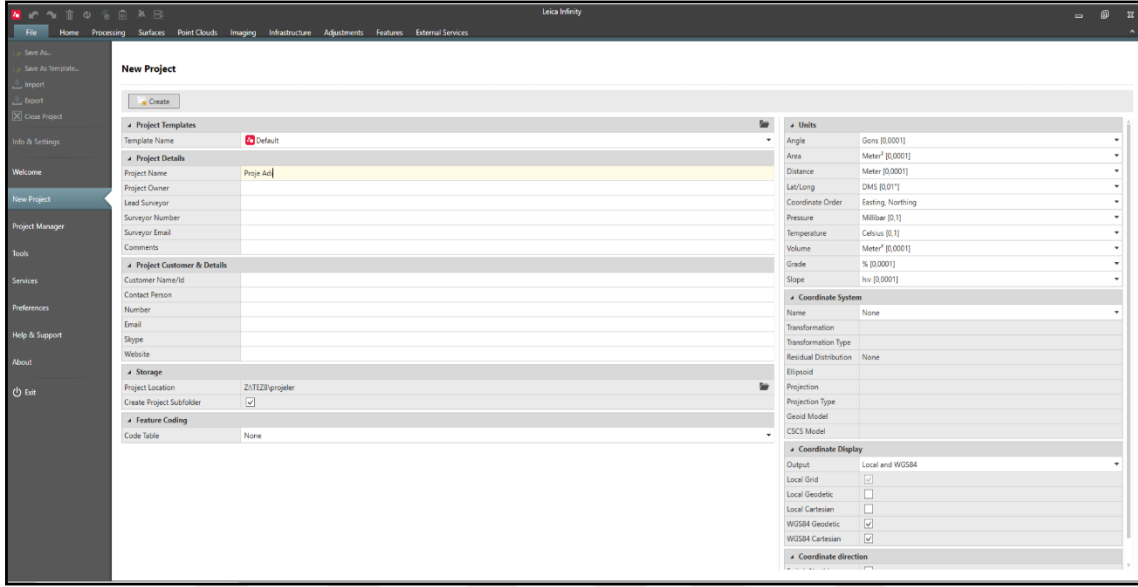 Leica Infinity
File Home Processing Surfaces Point Clouds Imaging Infrastructure Adjustments Features External Services
Save As...
Save As Template...
Import
Export
Close Project
Info & Settings
Welcome
New Project
Project Manager
Tools
Services
Preferences
Help & Support
About
Exit
New Project
Create
Project Templates
Template Name Default
Project Details
Project Name Proje Adı
Project Owner
Lead Surveyor
Surveyor Number
Surveyor Email
Comments
Project Customer & Details
Customer Name/Id
Contact Person
Number
Email
Skype
Website
Storage
Project Location Z:\TEZ8\projeler
Create Project Subfolder
Feature Coding
Code Table None
Units
Angle Gons [0,0001]
Area Meter² [0,0001]
Distance Meter [0,0001]
Lat/Long DMS [0,01"]
Coordinate Order Easting, Northing
Pressure Millibar [0,1]
Temperature Celsius [0,1]
Volume Meter³ [0,0001]
Grade % [0,0001]
Slope h:v [0,0001]
Coordinate System
Name None
Transformation
Transformation Type
Residual Distribution None
Ellipsoid
Projection
Projection Type
Geoid Model
CSCS Model
Coordinate Display
Output Local and WGS84
Local Grid
Local Geodetic
Local Cartesian
WGS84 Geodetic
WGS84 Cartesian
Coordinate direction